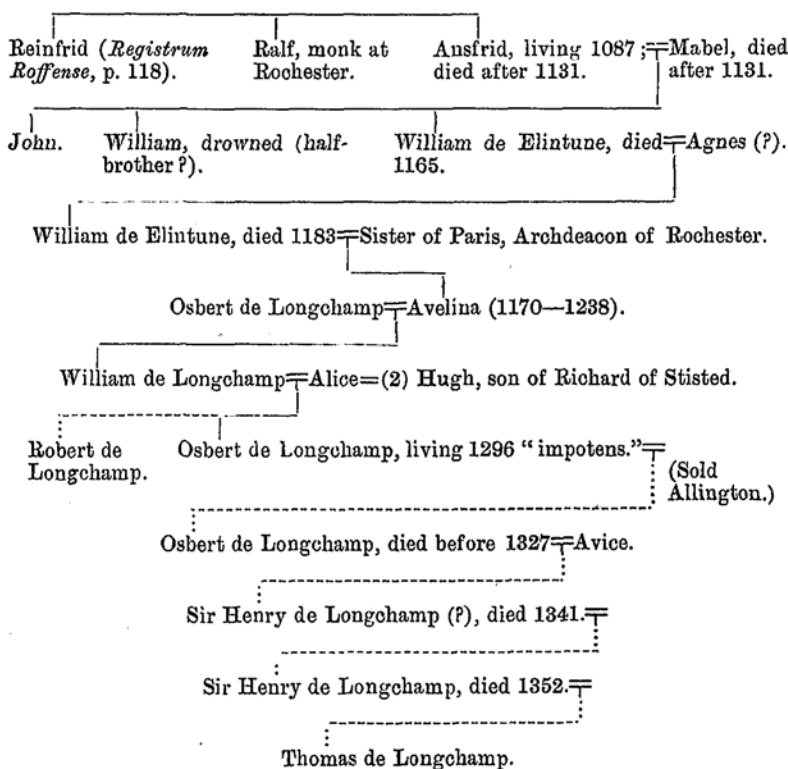 Reinfrid (Registrum Roffense, p. 118).
Ralf, monk at Rochester.
Ansfrid, living 1087; died after 1131.
Mabel, died after 1131.
John.
William, drowned (half-brother?).
William de Elintune, died 1165.
Agnes (?).
William de Elintune, died 1183=Sister of Paris, Archdeacon of Rochester.
Osbert de Longchamp=Avelina (1170—1238).
William de Longchamp=Alice=(2) Hugh, son of Richard of Stisted.
Robert de Longchamp.
Osbert de Longchamp, living 1296 "impotens."=
(Sold Allington.)
Osbert de Longchamp, died before 1327=Avice.
Sir Henry de Longchamp (?), died 1341.=
Sir Henry de Longchamp, died 1352.=
Thomas de Longchamp.